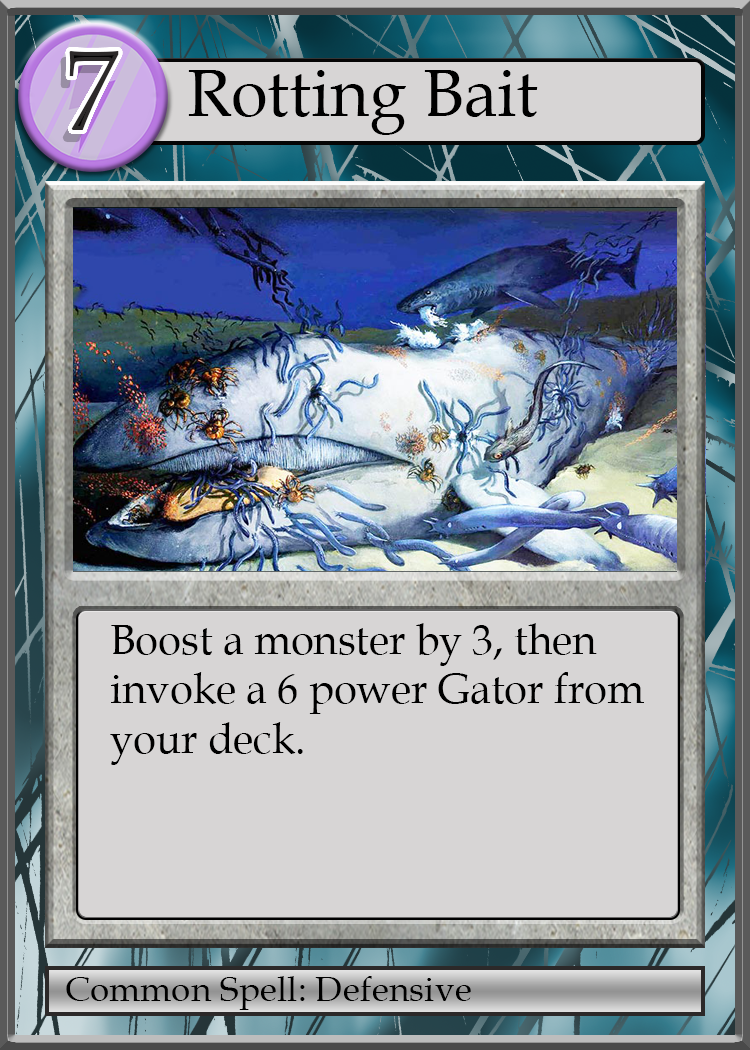 7
Rotting Bait
Boost a monster by 3, then
invoke a 6 power Gator from
your deck.
Common Spell: Defensive